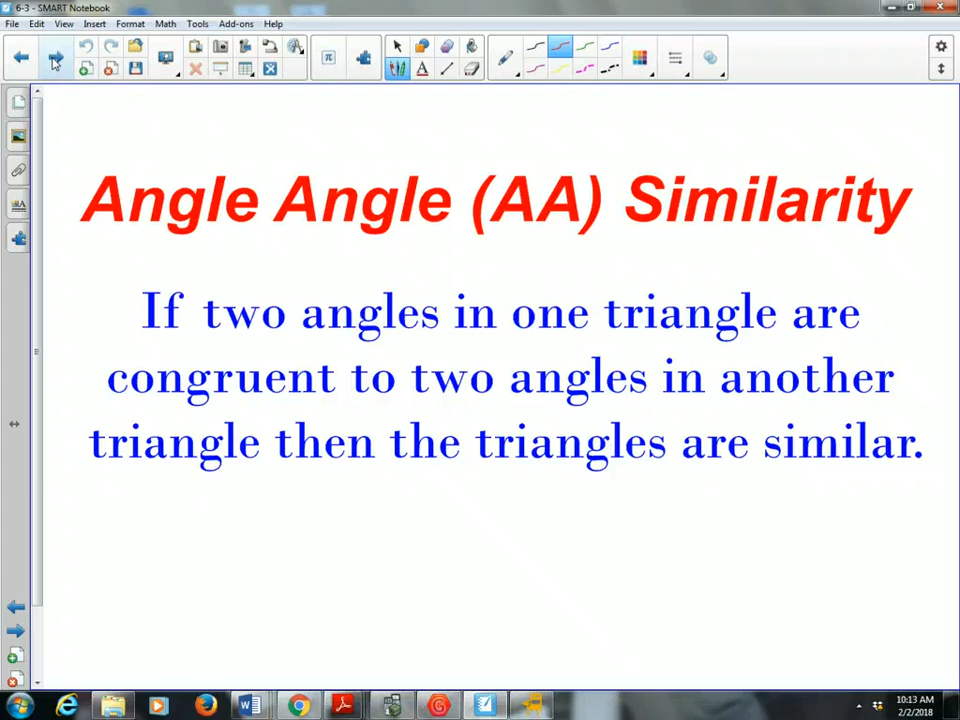 6-3 - SMART Notebook
File Edit View Insert Format Math Tools Add-ons Help
Angle Angle (AA) Similarity
If two angles in one triangle are
congruent to two angles in another
triangle then the triangles are similar.
10:13 AM
2/2/2018